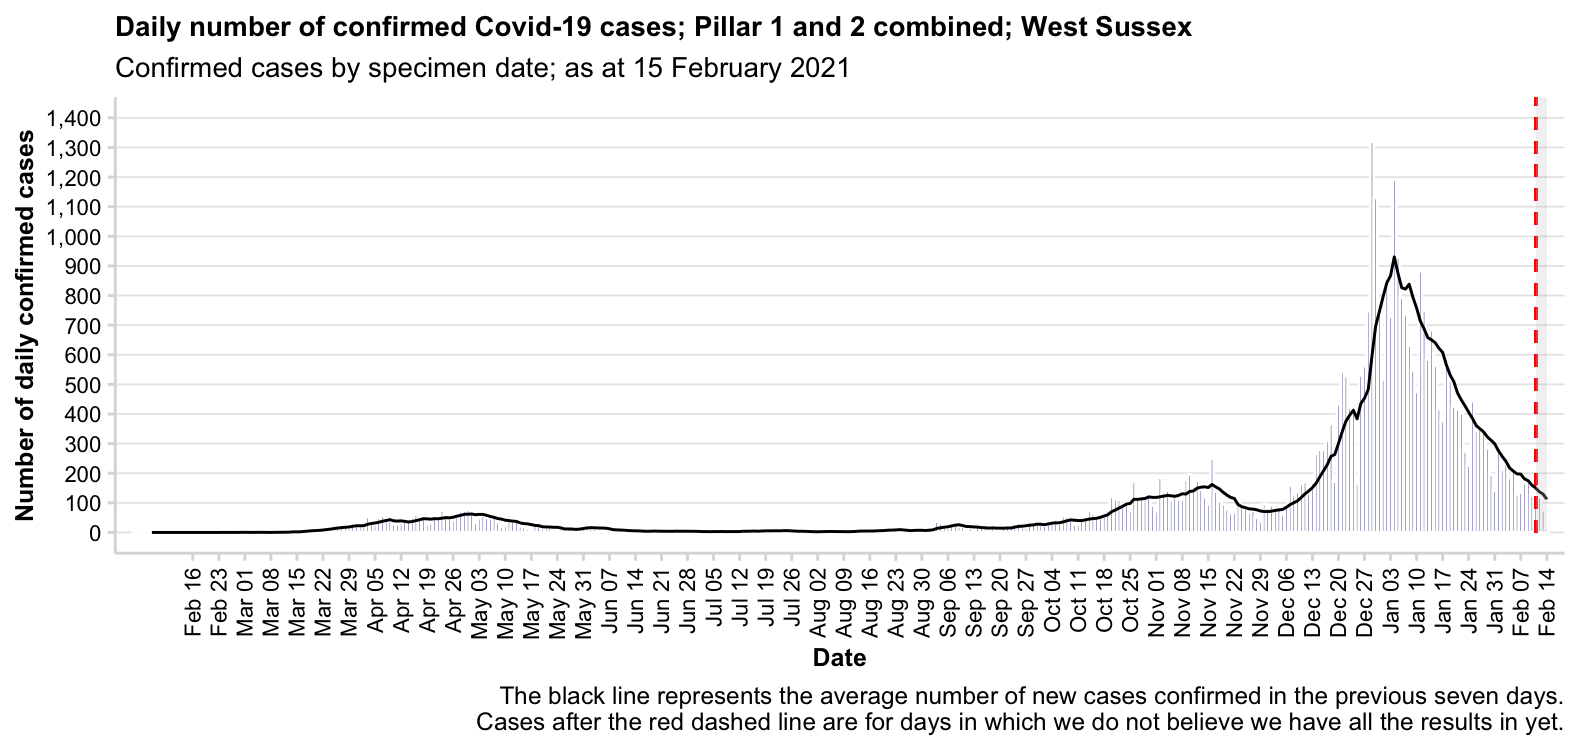 Daily number of confirmed Covid-19 cases; Pillar 1 and 2 combined; West Sussex
Confirmed cases by specimen date; as at 15 February 2021
Number of daily confirmed cases
1,400
1,300
1,200
1,100
1,000
900
800
700
600
500
400
300
200
100
0
Feb 16
Feb 23
Mar 01
Mar 08
Mar 15
Mar 22
Mar 29
Apr 05
Apr 12
Apr 19
Apr 26
May 03
May 10
May 17
May 24
May 31
Jun 07
Jun 14
Jun 21
Jun 28
Jul 05
Jul 12
Jul 19
Jul 26
Aug 02
Aug 09
Aug 16
Aug 23
Aug 30
Sep 06
Sep 13
Sep 20
Sep 27
Oct 04
Oct 11
Oct 18
Oct 25
Nov 01
Nov 08
Nov 15
Nov 22
Nov 29
Dec 06
Dec 13
Dec 20
Dec 27
Jan 03
Jan 10
Jan 17
Jan 24
Jan 31
Feb 07
Feb 14
Date
The black line represents the average number of new cases confirmed in the previous seven days.
Cases after the red dashed line are for days in which we do not believe we have all the results in yet.